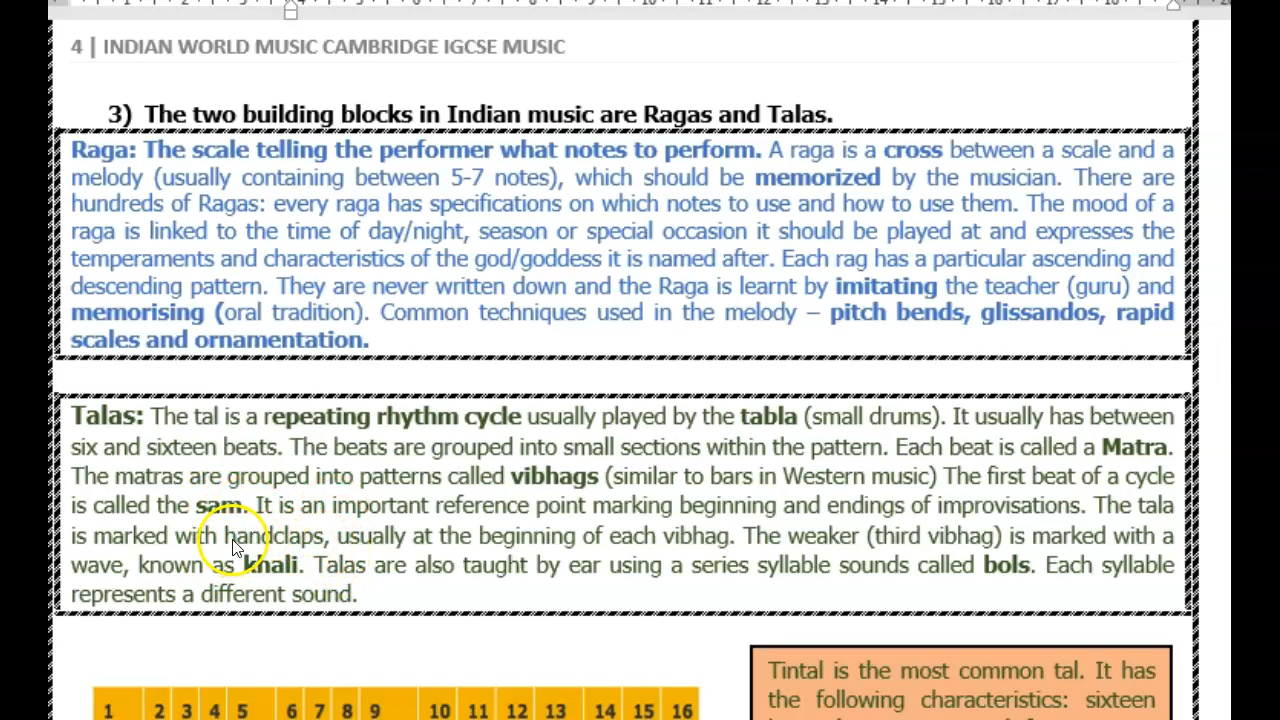 4 | INDIAN WORLD MUSIC CAMBRIDGE IGCSE MUSIC
3) The two building blocks in Indian music are Ragas and Talas.
Raga: The scale telling the performer what notes to perform. A raga is a cross between a scale and a
melody (usually containing between 5-7 notes), which should be memorized by the musician. There are
hundreds of Ragas: every raga has specifications on which notes to use and how to use them. The mood of a
raga is linked to the time of day/night, season or special occasion it should be played at and expresses the
temperaments and characteristics of the god/goddess it is named after. Each rag has a particular ascending and
descending pattern. They are never written down and the Raga is learnt by imitating the teacher (guru) and
memorising (oral tradition). Common techniques used in the melody – pitch bends, glissandos, rapid
scales and ornamentation.
Talas: The tal is a repeating rhythm cycle usually played by the tabla (small drums). It usually has between
six and sixteen beats. The beats are grouped into small sections within the pattern. Each beat is called a Matra.
The matras are grouped into patterns called vibhags (similar to bars in Western music) The first beat of a cycle
is called the sam. It is an important reference point marking beginning and endings of improvisations. The tala
is marked with handclaps, usually at the beginning of each vibhag. The weaker (third vibhag) is marked with a
wave, known as khali. Talas are also taught by ear using a series syllable sounds called bols. Each syllable
represents a different sound.
Tintal is the most common tal. It has
the following characteristics: sixteen
1 2 3 4 5 6 7 8 9 10 11 12 13 14 15 16